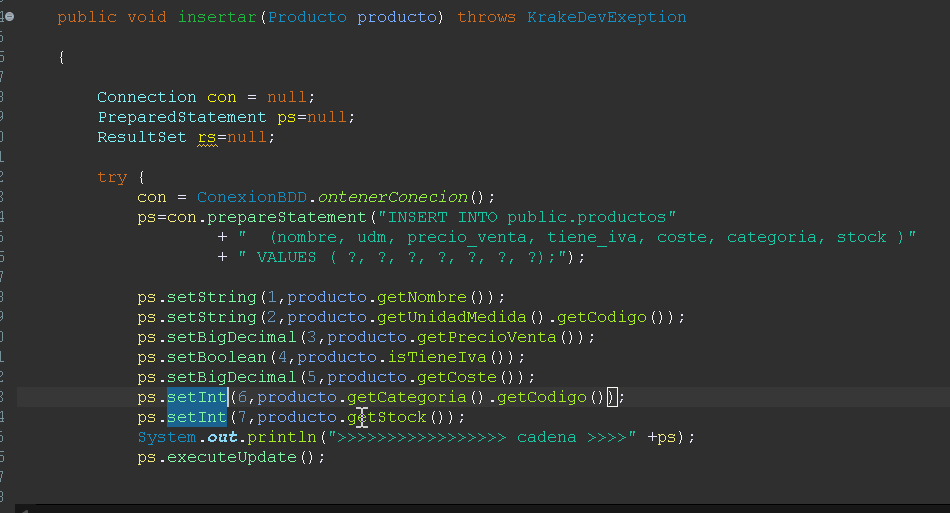 public void insertar(Producto producto) throws KrakeDevExeption
{
Connection con = null;
PreparedStatement ps=null;
ResultSet rs=null;
try {
con = ConexionBDD.ontenerConecion();
ps=con.prepareStatement("INSERT INTO public.productos"
+ "  (nombre, udm, precio_venta, tiene_iva, coste, categoria, stock )"
+ " VALUES ( ?, ?, ?, ?, ?, ?, ?);");
ps.setString(1,producto.getNombre());
ps.setString(2,producto.getUnidadMedida().getCodigo());
ps.setBigDecimal(3,producto.getPrecioVenta());
ps.setBoolean(4,producto.isTieneIva());
ps.setBigDecimal(5,producto.getCoste());
ps.setInt(6,producto.getCategoria().getCodigo());
ps.setInt(7,producto.getStock());
System.out.println(">>>>>>>>>>>>>>>>> cadena >>>>" +ps);
ps.executeUpdate();